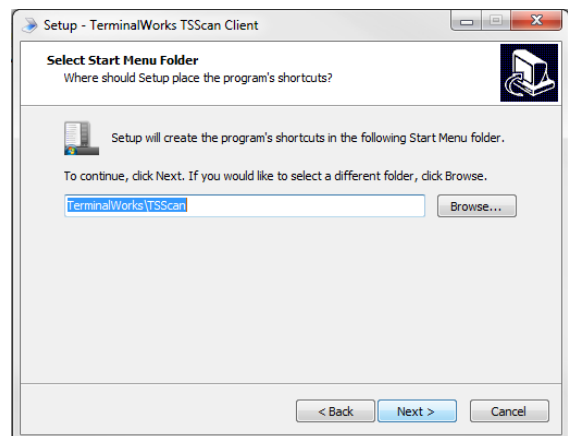 Setup - TerminalWorks TSScan Client
Select Start Menu Folder
Where should Setup place the program's shortcuts?
Setup will create the program's shortcuts in the following Start Menu folder.
To continue, click Next. If you would like to select a different folder, click Browse.
TerminalWorks\TSScan
Browse...
< Back
Next >
Cancel